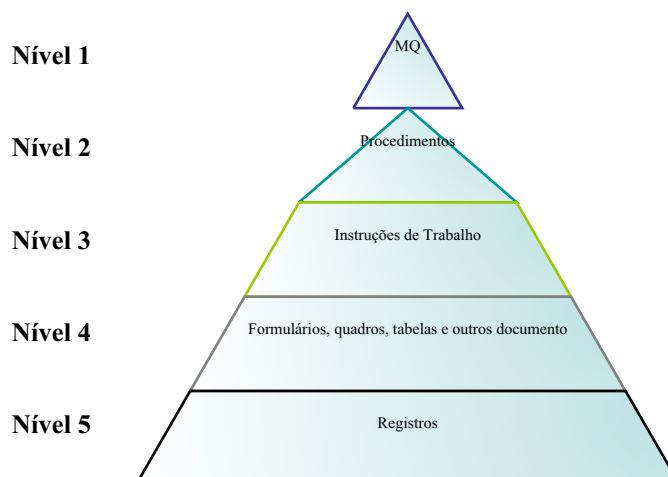 Nível 1
MQ
Nível 2
Procedimentos
Nível 3
Instruções de Trabalho
Nível 4
Formulários, quadros, tabelas e outros documento
Nível 5
Registros